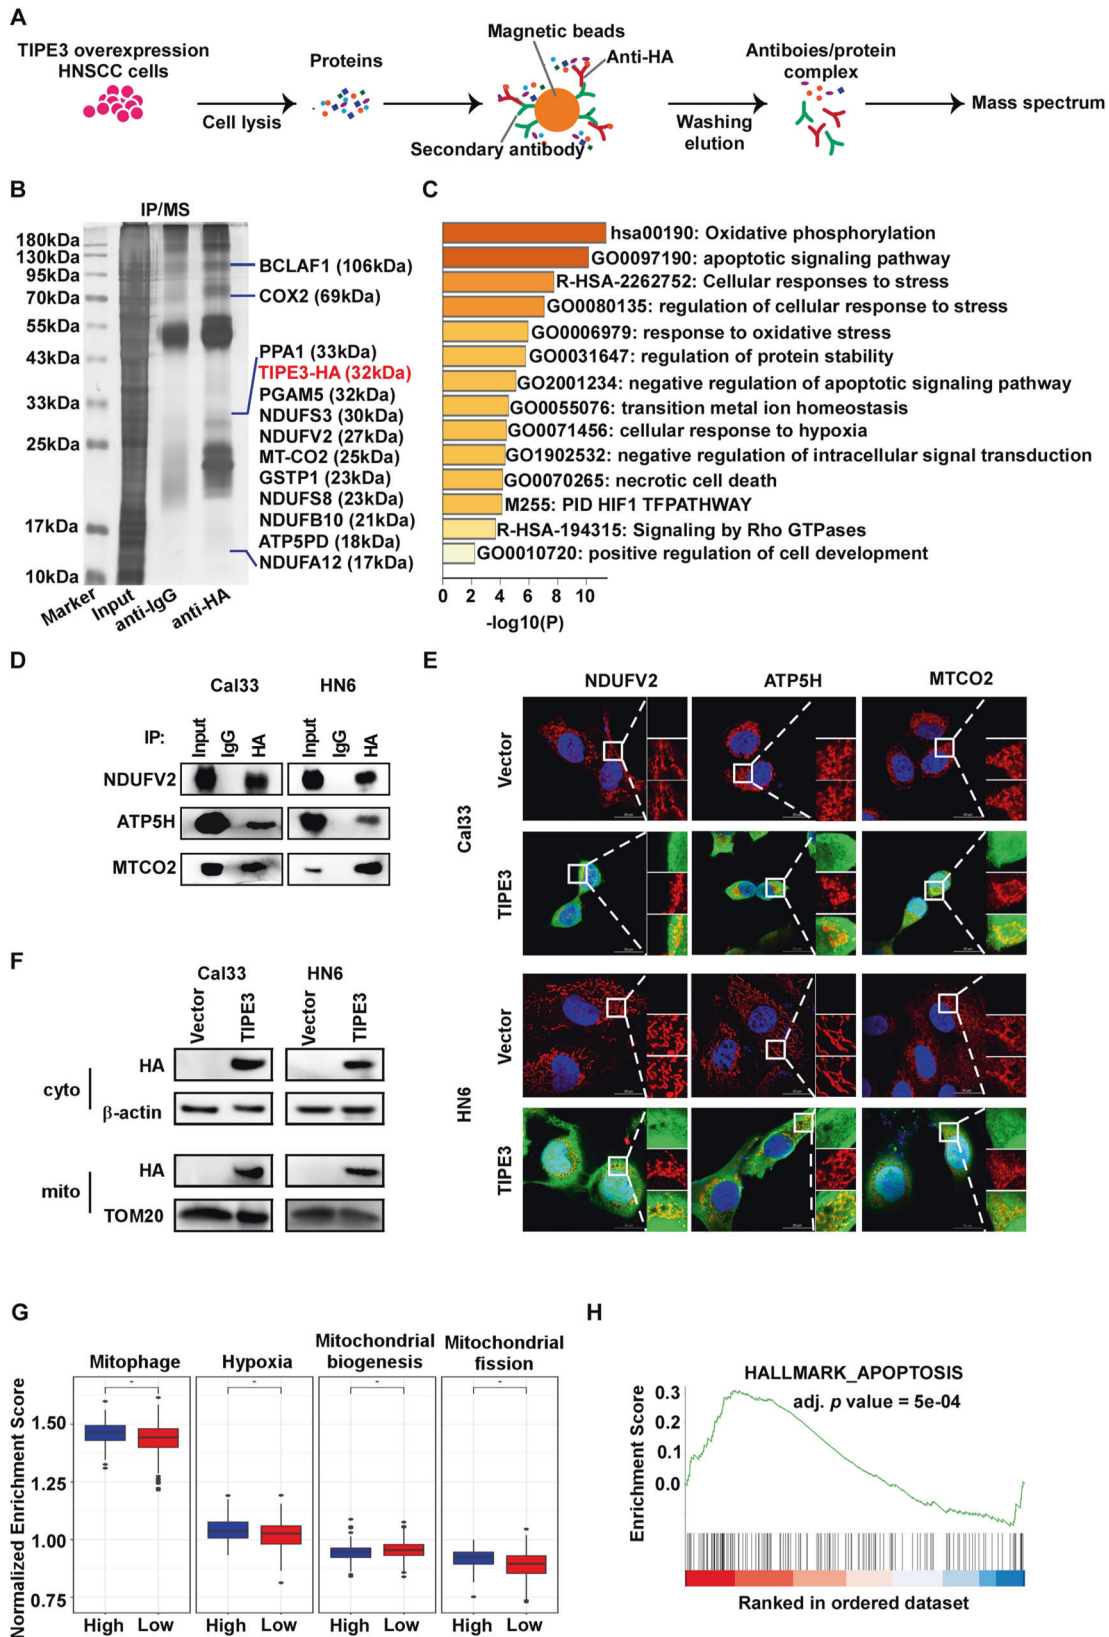 A
TIPE3 overexpression
HNSCC cells
Cell lysis
Proteins
Magnetic beads
Anti-HA
Secondary antibody
Washing
elution
Antiboies/protein
complex
Mass spectrum
B
IP/MS
180kDa
130kDa
95kDa
70kDa
55kDa
43kDa
33kDa
25kDa
17kDa
10kDa
BCLAF1 (106kDa)
COX2 (69kDa)
PPA1 (33kDa)
TIPE3-HA (32kDa)
PGAM5 (32kDa)
NDUFS3 (30kDa)
NDUFV2 (27kDa)
MT-CO2 (25kDa)
GSTP1 (23kDa)
NDUFS8 (23kDa)
NDUFB10 (21kDa)
ATP5PD (18kDa)
NDUFA12 (17kDa)
Marker
Input
anti-IgG
anti-HA
C
hsa00190: Oxidative phosphorylation
GO0097190: apoptotic signaling pathway
R-HSA-2262752: Cellular responses to stress
GO0080135: regulation of cellular response to stress
GO0006979: response to oxidative stress
GO0031647: regulation of protein stability
GO2001234: negative regulation of apoptotic signaling pathway
GO0055076: transition metal ion homeostasis
GO0071456: cellular response to hypoxia
GO1902532: negative regulation of intracellular signal transduction
GO0070265: necrotic cell death
M255: PID HIF1 TFPATHWAY
R-HSA-194315: Signaling by Rho GTPases
GO0010720: positive regulation of cell development
0 2 4 6 8 10
-log10(P)
D
Cal33 HN6
IP: Input IgG HA Input IgG HA
NDUFV2
ATP5H
MTCO2
E
NDUFV2 ATP5H MTCO2
Cal33
Vector
TIPE3
HN6
Vector
TIPE3
F
Cal33 HN6
Vector TIPE3 Vector TIPE3
cyto
HA
β-actin
mito
HA
TOM20
G
Mitophage
Hypoxia
Mitochondrial
biogenesis
Mitochondrial
fission
Normalized Enrichment Score
1.50
1.25
1.00
0.75
High Low High Low High Low High Low
H
HALLMARK_APOPTOSIS
adj. p value = 5e-04
Enrichment Score
0.3
0.2
0.1
0.0
Ranked in ordered dataset